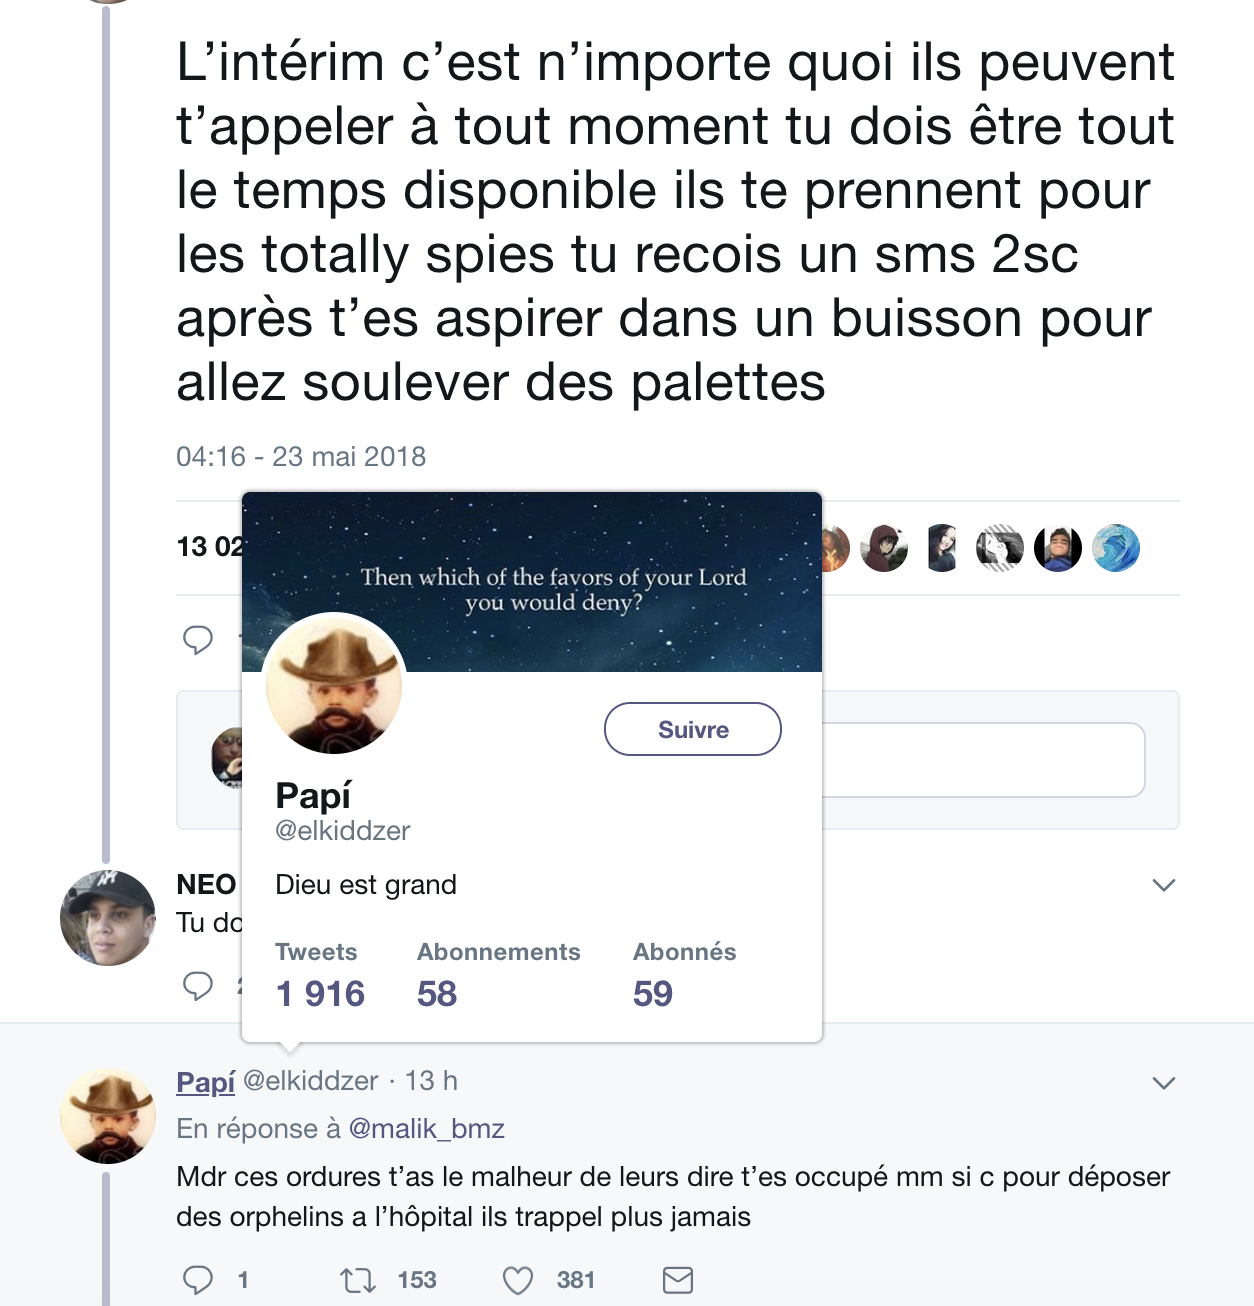 L’intérim c’est n’importe quoi ils peuvent
t’appeler à tout moment tu dois être tout
le temps disponible ils te prennent pour
les totally spies tu recois un sms 2sc
après t’es aspirer dans un buisson pour
allez soulever des palettes
04:16 - 23 mai 2018
13 02
Then which of the favors of your Lord
you would deny?
Suivre
Papí
@elkiddzer
Dieu est grand
Tweets Abonnements Abonnés
1 916 58 59
NEO
Tu
Papí @elkiddzer · 13 h
En réponse à @malik_bmz
Mdr ces ordures t’as le malheur de leurs dire t’es occupé mm si c pour déposer
des orphelins a l’hôpital ils trappel plus jamais
1 153 381